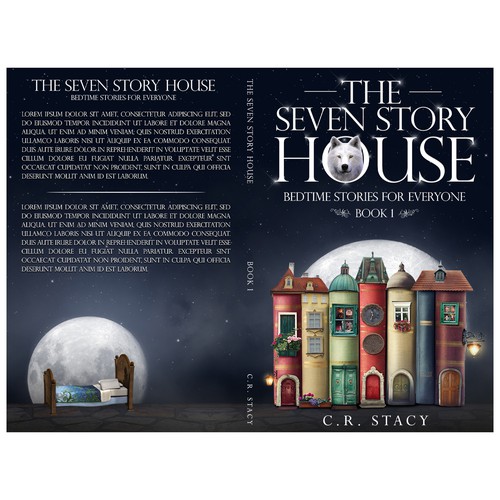 THE SEVEN STORY HOUSE
BEDTIME STORIES FOR EVERYONE
LOREM IPSUM DOLOR SIT AMET, CONSECTETUR ADIPISCING ELIT, SED
DO EIUSMOD TEMPOR INCIDIDUNT UT LABORE ET DOLORE MAGNA
ALIQUA. UT ENIM AD MINIM VENIAM, QUIS NOSTRUD EXERCITATION
ULLAMCO LABORIS NISI UT ALIQUIP EX EA COMMODO CONSEQUAT.
DUIS AUTE IRURE DOLOR IN REPREHENDERIT IN VOLUPTATE VELIT ESSE
CILLUM DOLORE EU FUGIAT NULLA PARIATUR. EXCEPTEUR SINT
OCCAECAT CUPIDATAT NON PROIDENT, SUNT IN CULPA QUI OFFICIA
DESERUNT MOLLIT ANIM ID EST LABORUM.
LOREM IPSUM DOLOR SIT AMET, CONSECTETUR ADIPISCING ELIT, SED
DO EIUSMOD TEMPOR INCIDIDUNT UT LABORE ET DOLORE MAGNA
ALIQUA. UT ENIM AD MINIM VENIAM, QUIS NOSTRUD EXERCITATION
ULLAMCO LABORIS NISI UT ALIQUIP EX EA COMMODO CONSEQUAT.
DUIS AUTE IRURE DOLOR IN REPREHENDERIT IN VOLUPTATE VELIT ESSE
CILLUM DOLORE EU FUGIAT NULLA PARIATUR. EXCEPTEUR SINT
OCCAECAT CUPIDATAT NON PROIDENT, SUNT IN CULPA QUI OFFICIA
DESERUNT MOLLIT ANIM ID EST LABORUM.
THE SEVEN STORY HOUSE
BOOK I
C.R. STACY
THE
SEVEN STORY
HOUSE
BEDTIME STORIES FOR EVERYONE
BOOK I
C.R. STACY